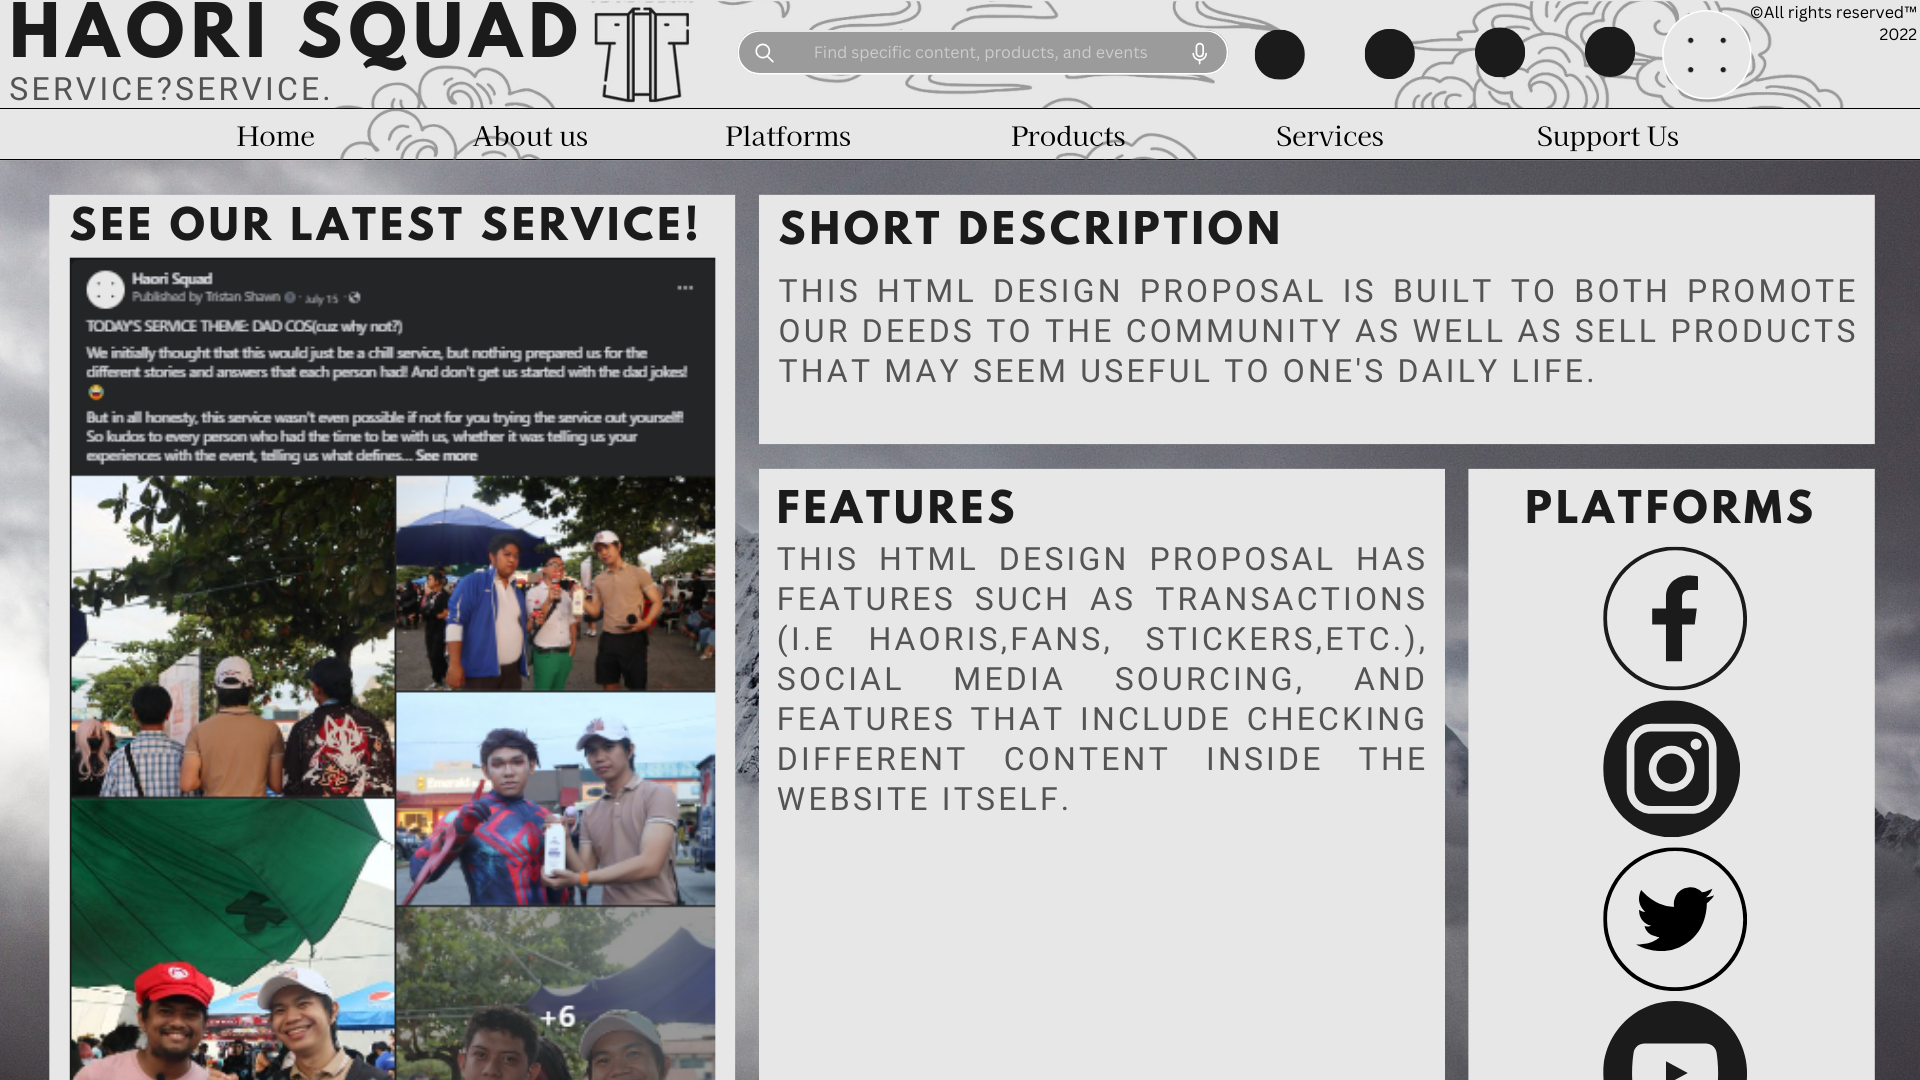 HAORI SQUAD
SERVICE?SERVICE.
Find specific content, products, and events
©All rights reserved™
2022
Home
About us
Platforms
Products
Services
Support Us
SEE OUR LATEST SERVICE!
Haori Squad
Published by Tristan Shawn · July 15 ·
TODAY'S SERVICE THEME: DAD COS(cuz why not?)
We initially thought that this would just be a chill service, but nothing prepared us for the
different stories and answers that each person had! And don't get us started with the dad jokes!
😂
But in all honesty, this service wasn't even possible if not for you trying the service out yourself!
So kudos to every person who had the time to be with us, whether it was telling us your
experiences with the event, telling us what defines... See more
+6
SHORT DESCRIPTION
THIS HTML DESIGN PROPOSAL IS BUILT TO BOTH PROMOTE
OUR DEEDS TO THE COMMUNITY AS WELL AS SELL PRODUCTS
THAT MAY SEEM USEFUL TO ONE'S DAILY LIFE.
FEATURES
THIS HTML DESIGN PROPOSAL HAS
FEATURES SUCH AS TRANSACTIONS
(I.E HAORIS,FANS, STICKERS,ETC.),
SOCIAL MEDIA SOURCING, AND
FEATURES THAT INCLUDE CHECKING
DIFFERENT CONTENT INSIDE THE
WEBSITE ITSELF.
PLATFORMS